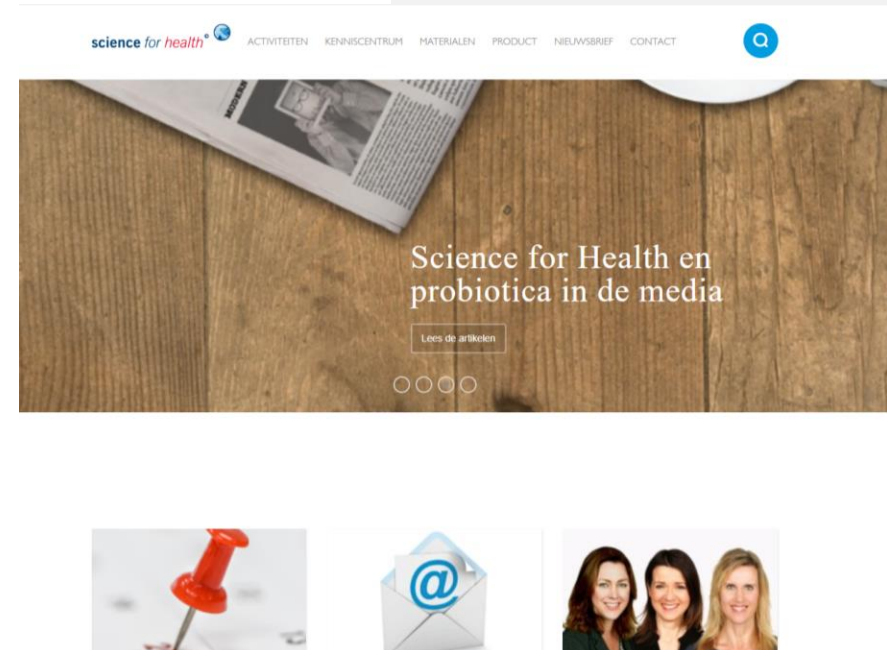 science for health®
ACTIVITEITEN KENNISCENTRUM MATERIALEN PRODUCT NIEUWSBRIEF CONTACT
Science for Health en
probiotica in de media
Lees de artikelen
@